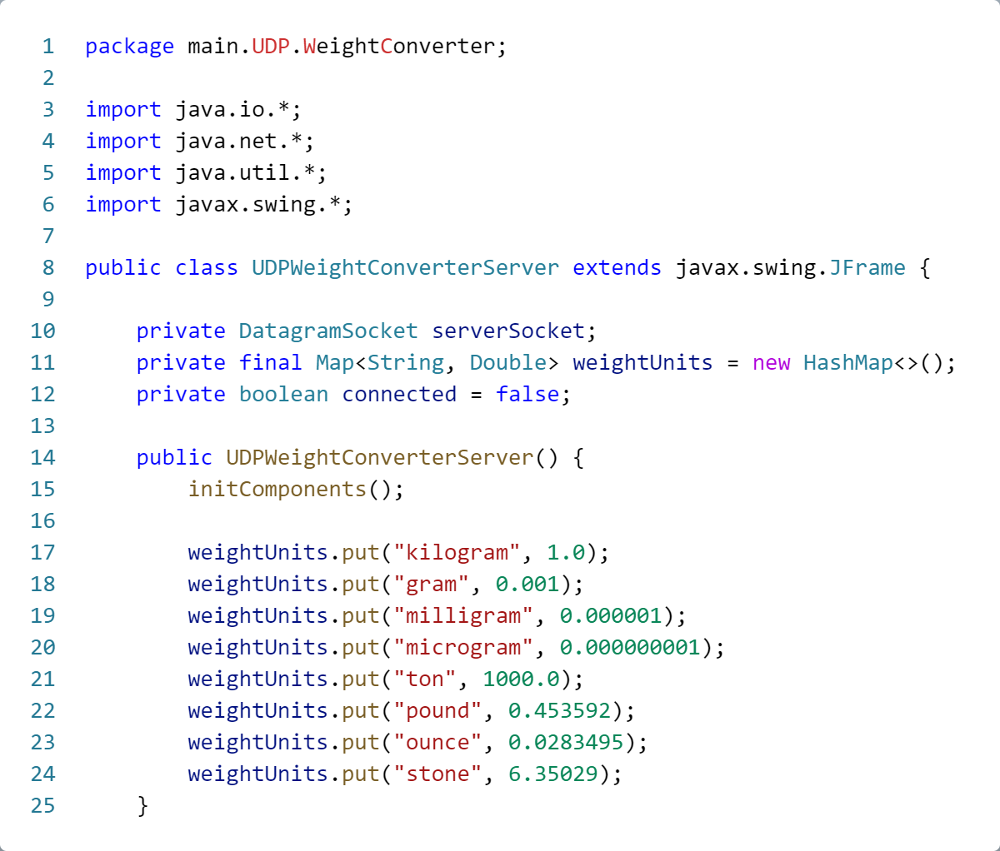 1 package main.UDP.WeightConverter;
2
3 import java.io.*;
4 import java.net.*;
5 import java.util.*;
6 import javax.swing.*;
7
8 public class UDPWeightConverterServer extends javax.swing.JFrame {
9
10     private DatagramSocket serverSocket;
11     private final Map<String, Double> weightUnits = new HashMap<>();
12     private boolean connected = false;
13
14     public UDPWeightConverterServer() {
15         initComponents();
16
17         weightUnits.put("kilogram", 1.0);
18         weightUnits.put("gram", 0.001);
19         weightUnits.put("milligram", 0.000001);
20         weightUnits.put("microgram", 0.000000001);
21         weightUnits.put("ton", 1000.0);
22         weightUnits.put("pound", 0.453592);
23         weightUnits.put("ounce", 0.0283495);
24         weightUnits.put("stone", 6.35029);
25     }